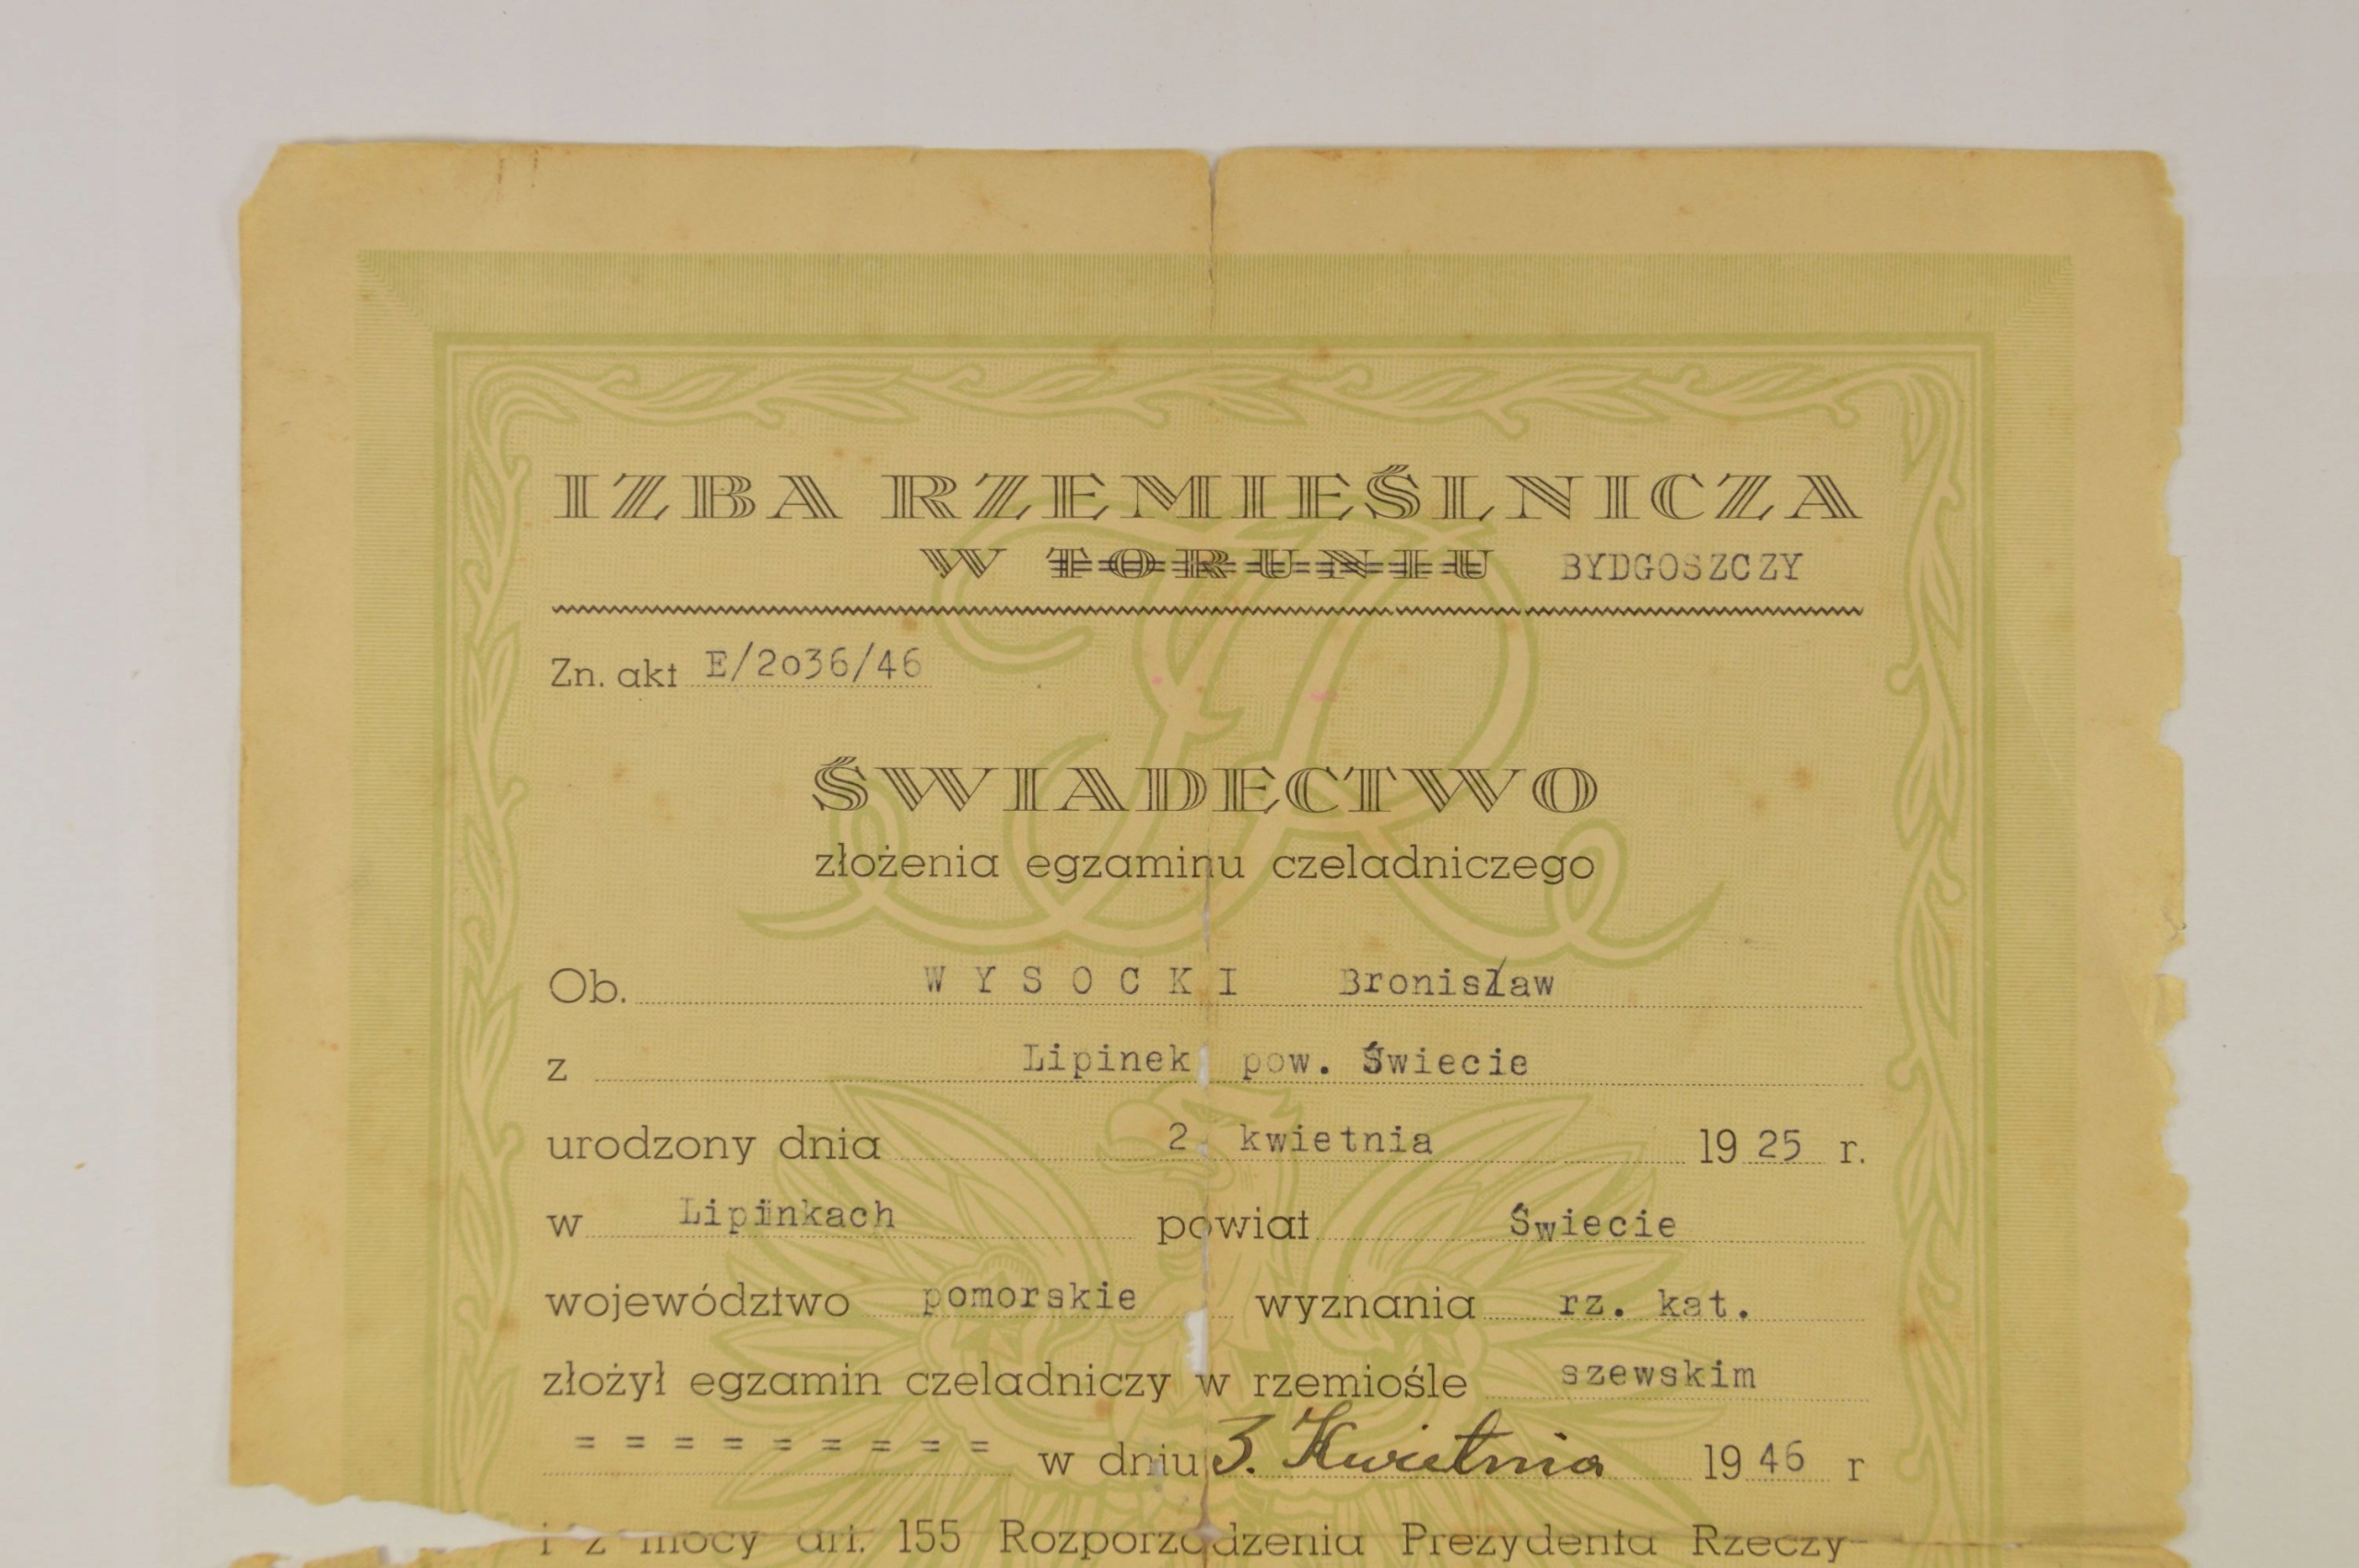 IZBA RZEMIEŚLNICZA
W TORUNIU BYDGOSZCZY
Zn. akt E/2o36/46
ŚWIADECTWO
złożenia egzaminu czeladniczego
Ob. WYSOCKI Bronisław
z Lipinek pow. Świecie
urodzony dnia 2 kwietnia 1925 r.
w Lipinkach powiat Świecie
województwo pomorskie wyznania rz. kat.
złożył egzamin czeladniczy w rzemiośle szewskim
= = = = = = = = = w dniu 3. Kwietnia 1946 r
i z mocy art. 155 Rozporządzenia Prezydenta Rzeczy-